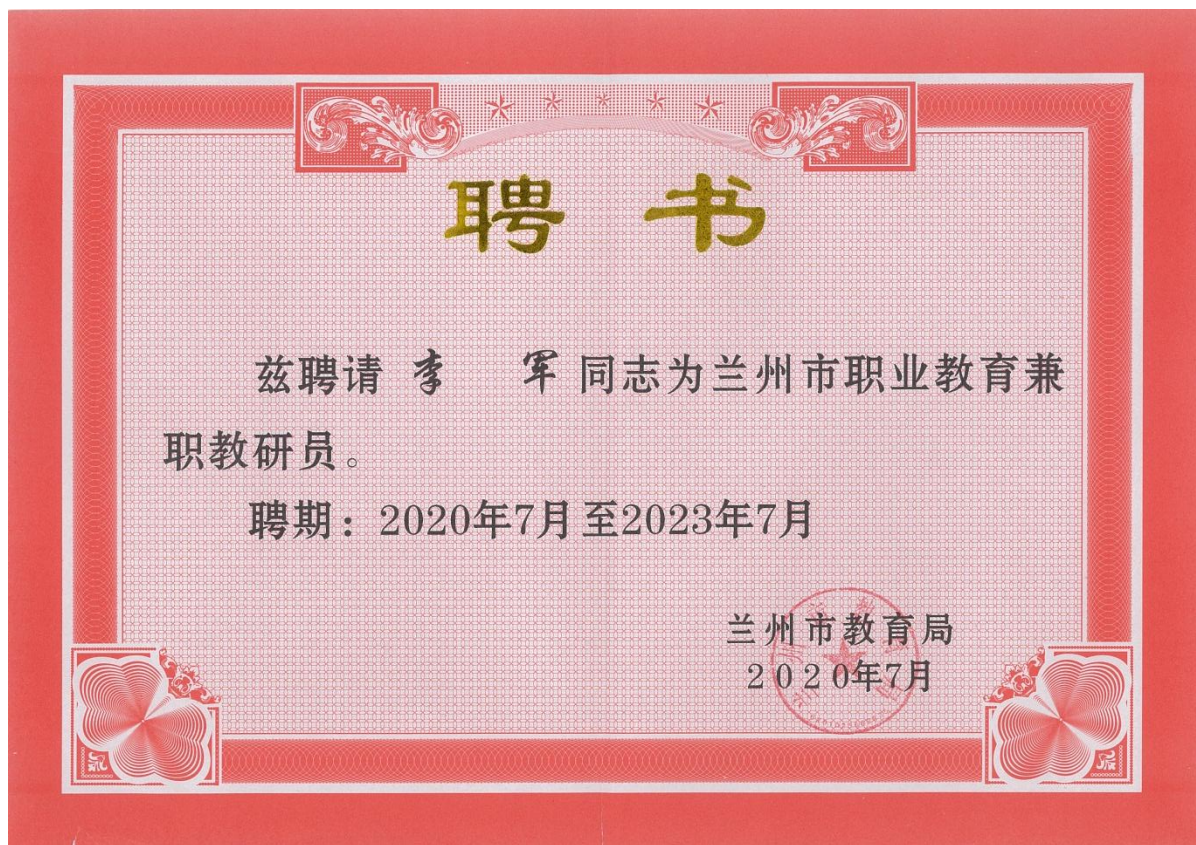 聘 书
兹聘请 李 军 同志为兰州市职业教育兼
职教研员。
聘期：2020年7月至2023年7月
兰州市教育局
2020年7月